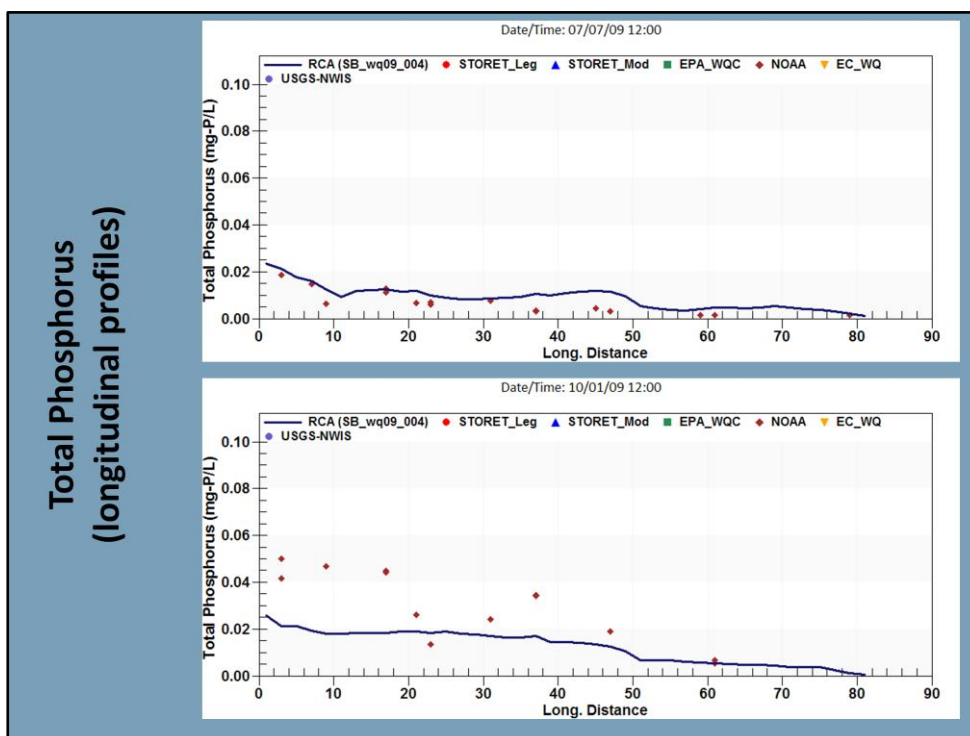 Total Phosphorus
(longitudinal profiles)
Date/Time: 07/07/09 12:00
RCA (SB_wq09_004) STORET_Leg STORET_Mod EPA_WQC NOAA EC_WQ
USGS-NWIS
Total Phosphorus (mg-P/L)
0.10
0.08
0.06
0.04
0.02
0.00
0 10 20 30 40 50 60 70 80 90
Long. Distance
Date/Time: 10/01/09 12:00
RCA (SB_wq09_004) STORET_Leg STORET_Mod EPA_WQC NOAA EC_WQ
USGS-NWIS
Total Phosphorus (mg-P/L)
0.10
0.08
0.06
0.04
0.02
0.00
0 10 20 30 40 50 60 70 80 90
Long. Distance